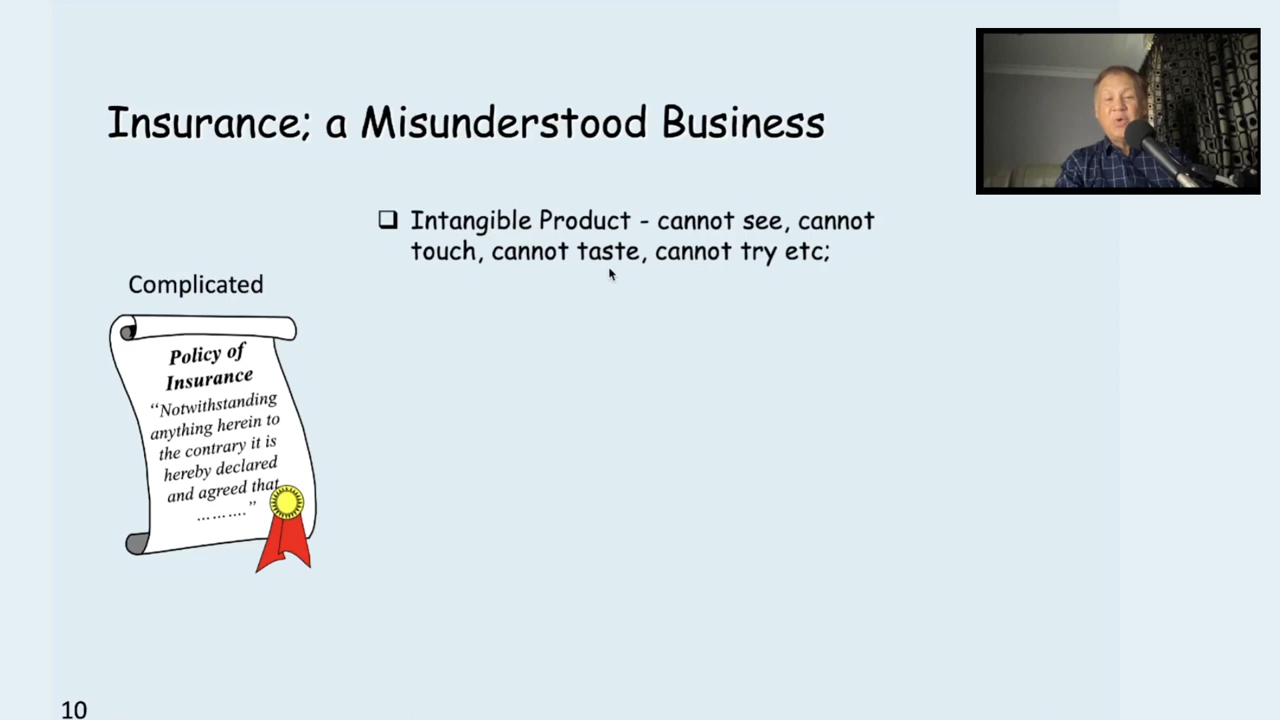 Insurance; a Misunderstood Business
Intangible Product - cannot see, cannot
touch, cannot taste, cannot try etc;
Complicated
Policy of
Insurance
“Notwithstanding
anything herein to
the contrary it is
hereby declared
and agreed that
……….”
10